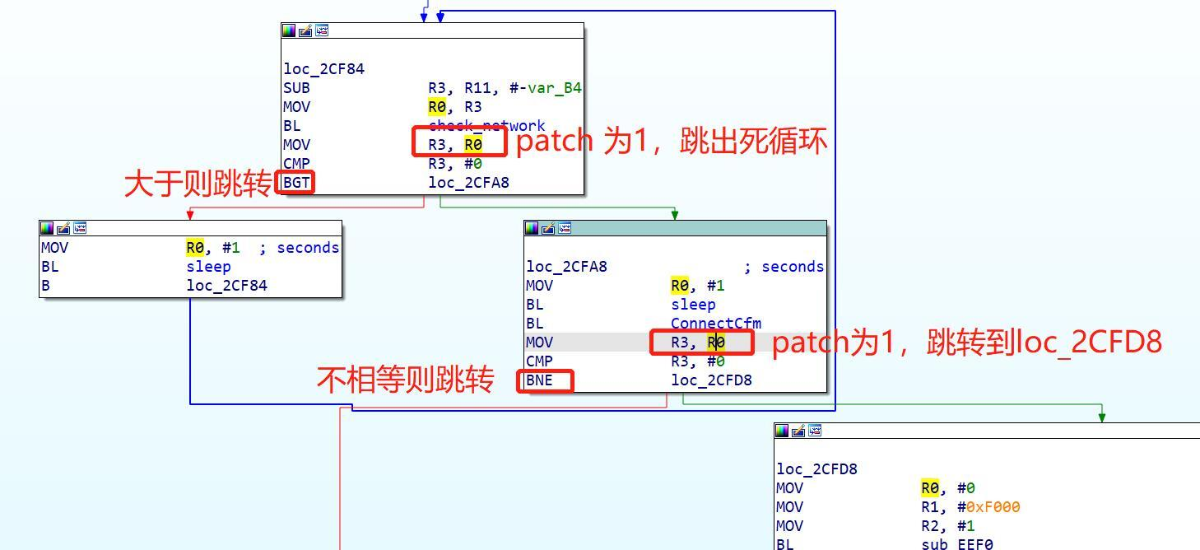 loc_2CF84
SUB R3, R11, #-var_B4
MOV R0, R3
BL check_network
MOV R3, R0
patch 为1，跳出死循环
CMP R3, #0
大于则跳转
BGT loc_2CFA8
MOV R0, #1 ; seconds
BL sleep
B loc_2CF84
loc_2CFA8 ; seconds
MOV R0, #1
BL sleep
BL ConnectCfm
MOV R3, R0
patch为1，跳转到loc_2CFD8
CMP R3, #0
不相等则跳转
BNE loc_2CFD8
loc_2CFD8
MOV R0, #0
MOV R1, #0xF000
MOV R2, #1
BL sub_EEF0